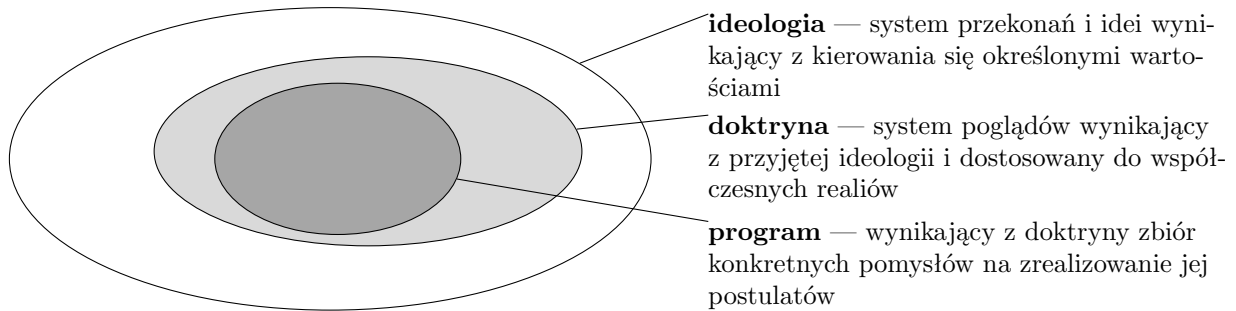 ideologia — system przekonań i idei wyni-
kający z kierowania się określonymi warto-
ściami
doktryna — system poglądów wynikający
z przyjętej ideologii i dostosowany do współ-
czesnych realiów
program — wynikający z doktryny zbiór
konkretnych pomysłów na zrealizowanie jej
postulatów